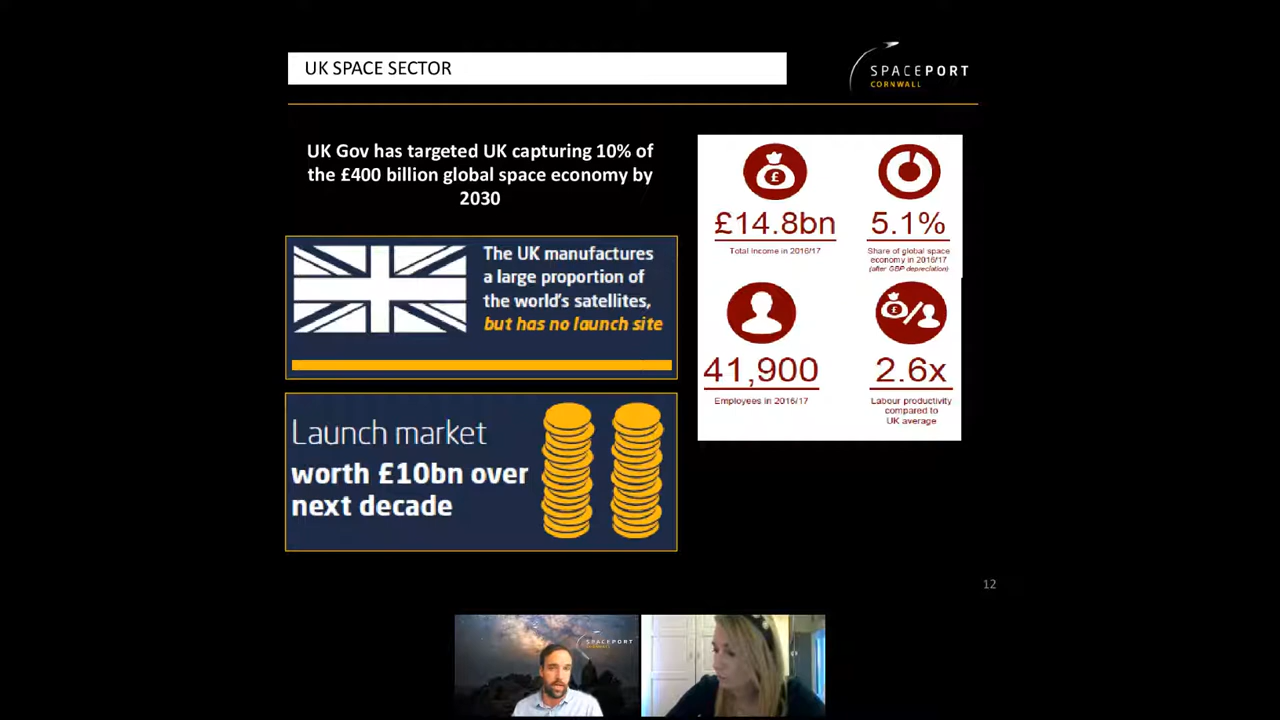 UK SPACE SECTOR
SPACEPORT
CORNWALL
UK Gov has targeted UK capturing 10% of
the £400 billion global space economy by
2030
The UK manufactures
a large proportion of
the world's satellites,
but has no launch site
Launch market
worth £10bn over
next decade
£14.8bn
Total Income in 2016/17
5.1%
Share of global space
economy in 2016/17
(after GBP depreciation)
41,900
Employees in 2016/17
2.6x
Labour productivity
compared to
UK average
12
SPACEPORT
CORNWALL